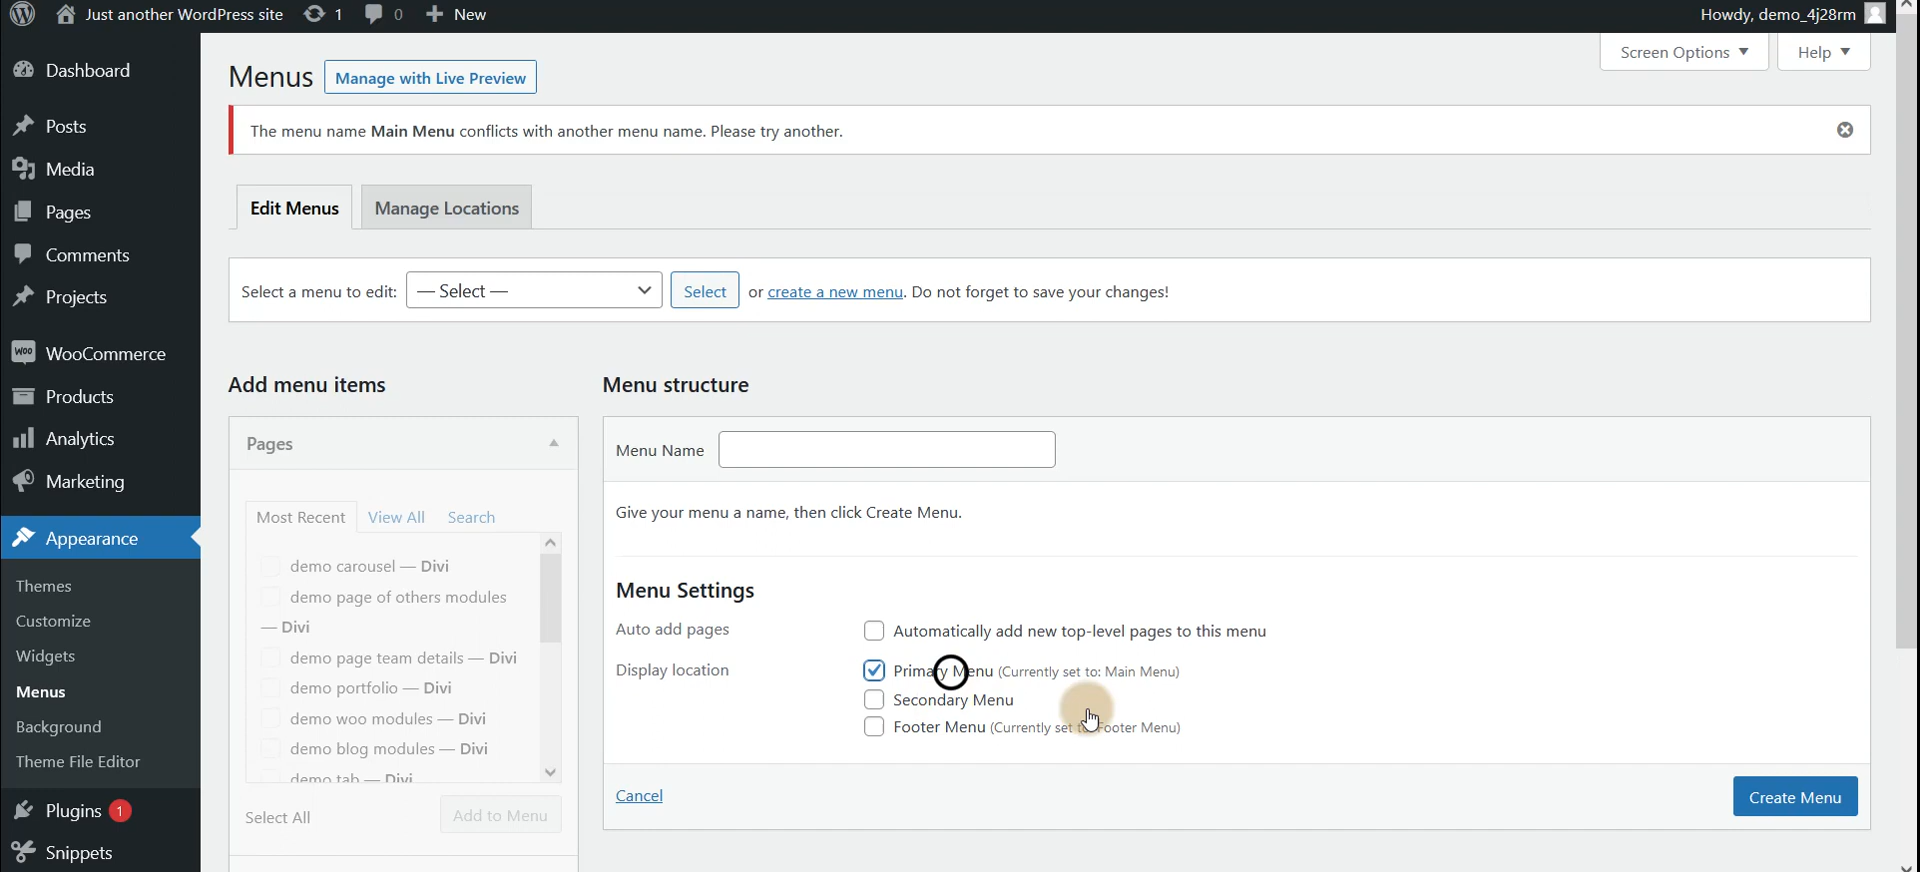 Just another WordPress site 1 0 New Howdy, demo_4j28rm
Screen Options Help
Dashboard
Posts
Media
Pages
Comments
Projects
WOO WooCommerce
Products
Analytics
Marketing
Appearance
Themes
Customize
Widgets
Menus
Background
Theme File Editor
Plugins 1
Snippets
Menus Manage with Live Preview
The menu name Main Menu conflicts with another menu name. Please try another.
Edit Menus Manage Locations
Select a menu to edit: — Select — Select or create a new menu. Do not forget to save your changes!
Add menu items
Pages
Most Recent View All Search
demo carousel — Divi
demo page of others modules
— Divi
demo page team details — Divi
demo portfolio — Divi
demo woo modules — Divi
demo blog modules — Divi
demo tab — Divi
Select All Add to Menu
Menu structure
Menu Name
Give your menu a name, then click Create Menu.
Menu Settings
Auto add pages Automatically add new top-level pages to this menu
Display location Primary Menu (Currently set to: Main Menu)
Secondary Menu
Footer Menu (Currently set to: Footer Menu)
Cancel Create Menu